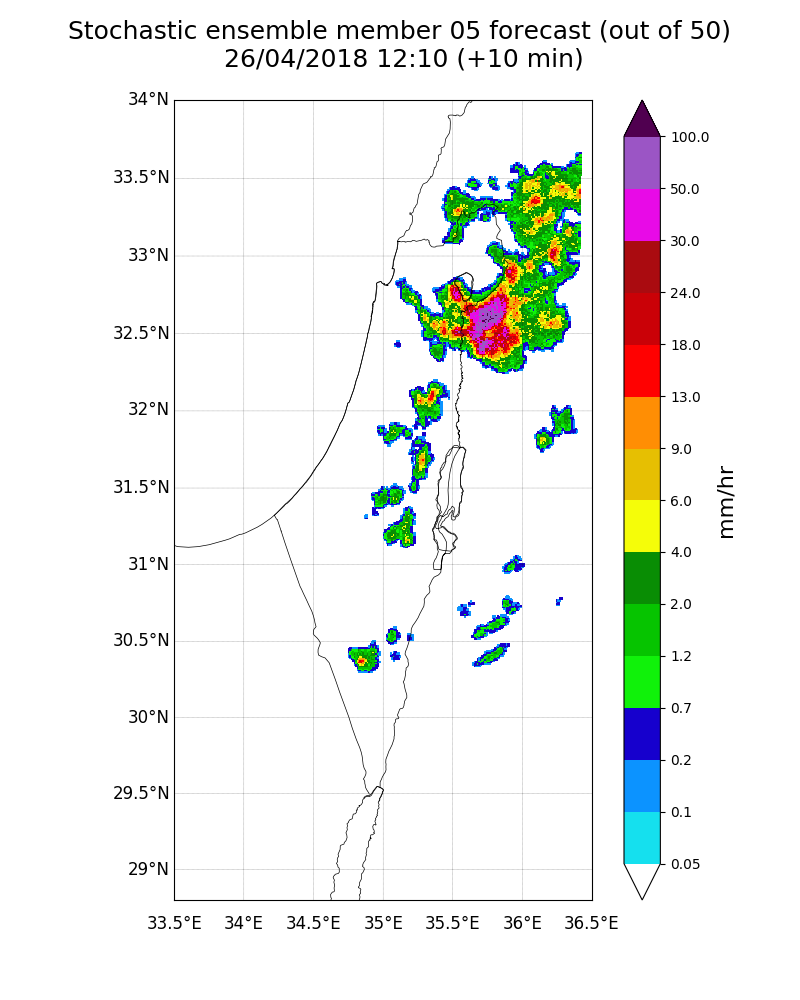 Stochastic ensemble member 05 forecast (out of 50)
26/04/2018 12:10 (+10 min)
34°N
33.5°N
33°N
32.5°N
32°N
31.5°N
31°N
30.5°N
30°N
29.5°N
29°N
33.5°E 34°E 34.5°E 35°E 35.5°E 36°E 36.5°E
100.0
50.0
30.0
24.0
18.0
13.0
9.0
6.0
4.0
2.0
1.2
0.7
0.2
0.1
0.05
mm/hr